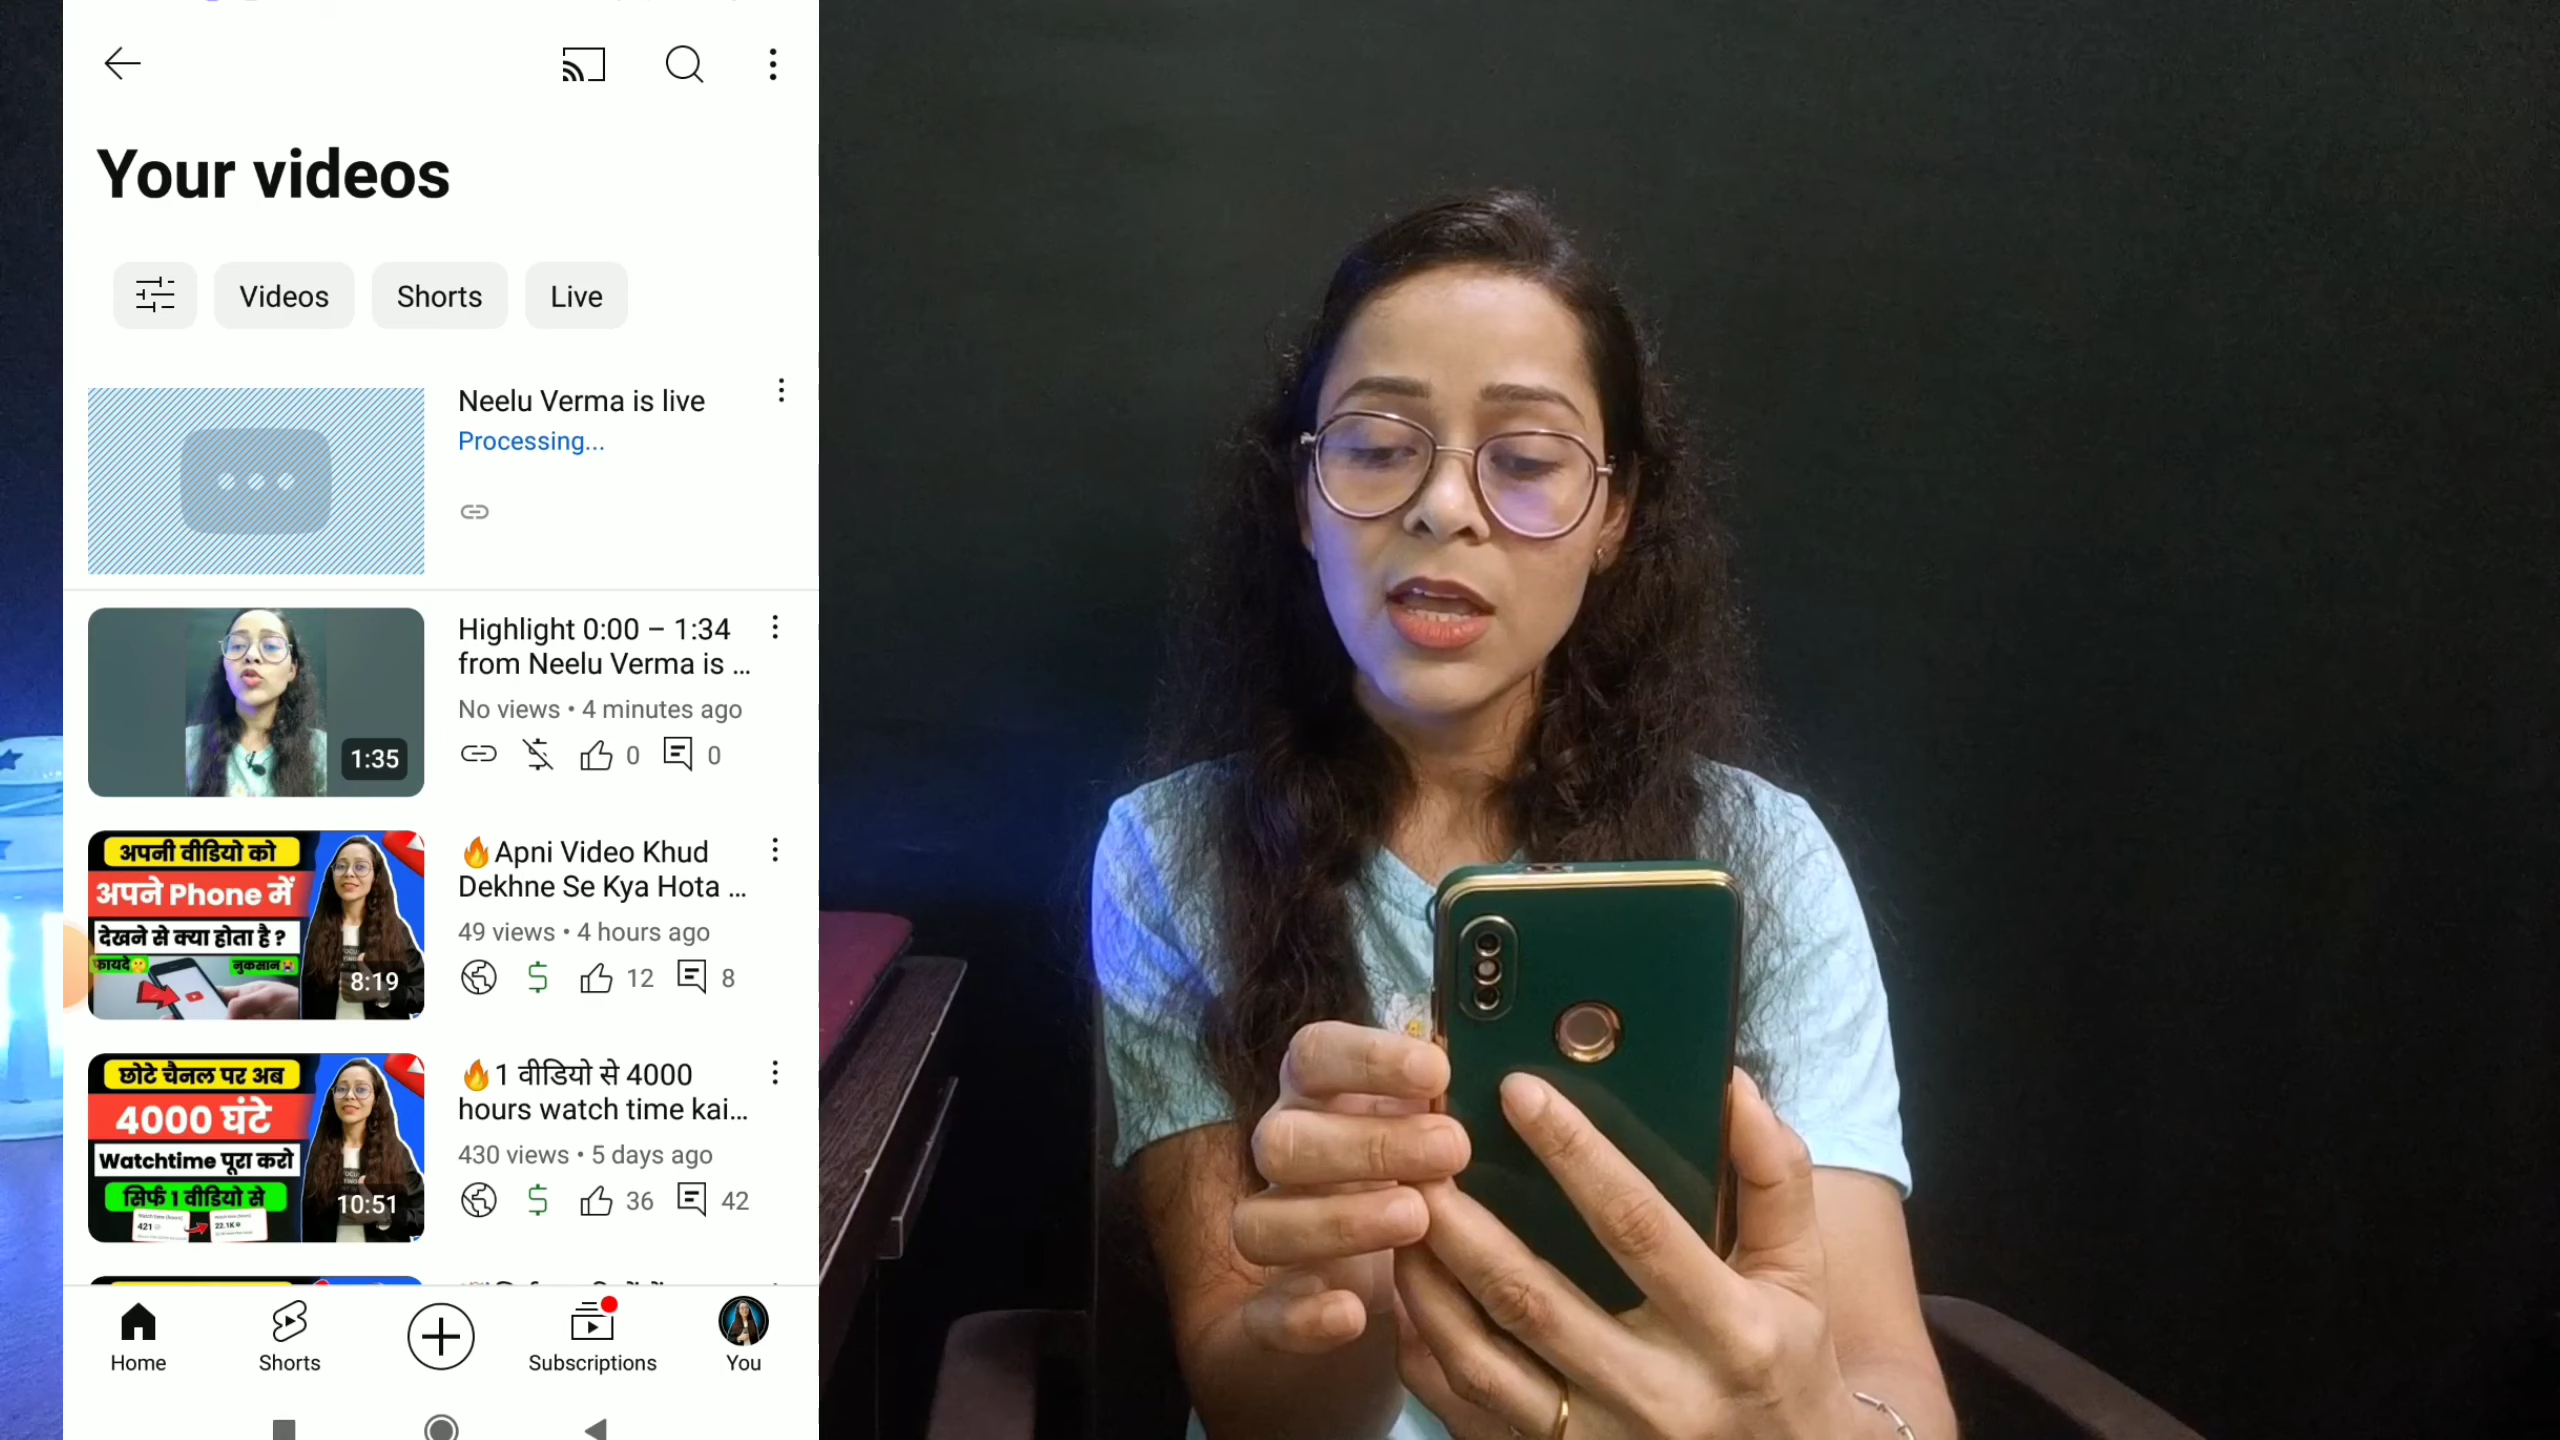 Your videos
Videos
Shorts
Live
Neelu Verma is live
Processing...
Highlight 0:00 – 1:34
from Neelu Verma is ...
No views • 4 minutes ago
0
0
1:35
अपनी वीडियो को
अपने Phone में
देखने से क्या होता है ?
फायदे
नुकसान
8:19
🔥Apni Video Khud
Dekhne Se Kya Hota ...
49 views • 4 hours ago
12
8
छोटे चैनल पर अब
4000 घंटे
Watchtime पूरा करो
सिर्फ 1 वीडियो से
421
22.1K
10:51
🔥1 वीडियो से 4000
hours watch time kai...
430 views • 5 days ago
36
42
Home
Shorts
Subscriptions
You